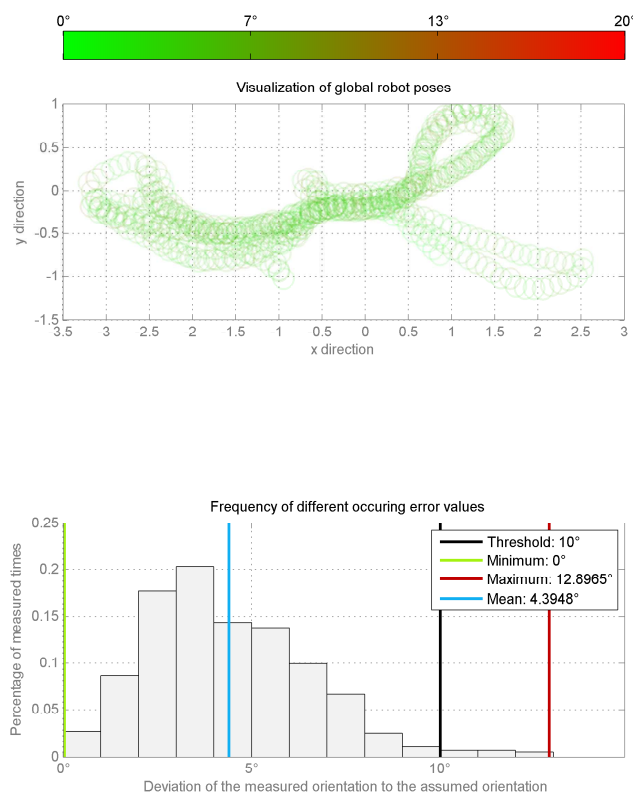 0° 7° 13° 20°
Visualization of global robot poses
1
0.5
0
-0.5
-1
-1.5
y direction
3.5 3 2.5 2 1.5 1 0.5 0 0.5 1 1.5 2 2.5 3
x direction
Frequency of different occuring error values
0.25
0.2
0.15
0.1
0.05
0
Percentage of measured times
Threshold: 10°
Minimum: 0°
Maximum: 12.8965°
Mean: 4.3948°
0° 5° 10°
Deviation of the measured orientation to the assumed orientation